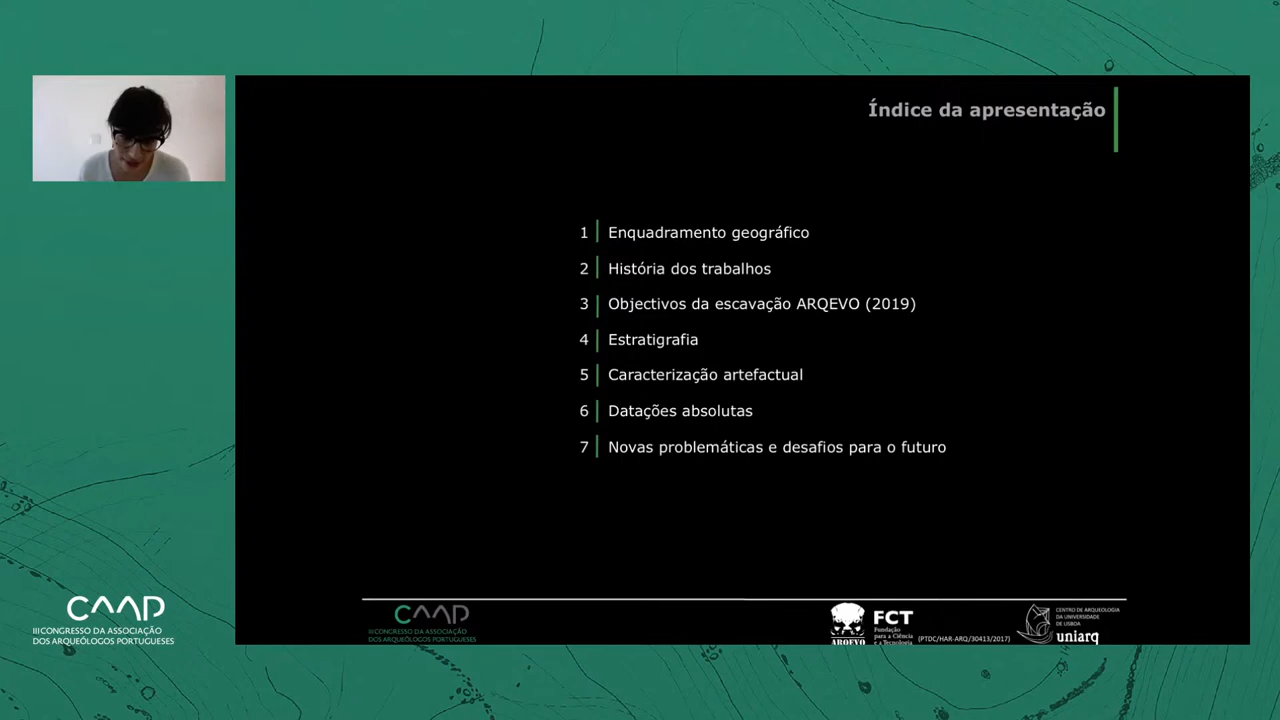 Índice da apresentação
1 Enquadramento geográfico
2 História dos trabalhos
3 Objectivos da escavação ARQEVO (2019)
4 Estratigrafia
5 Caracterização artefactual
6 Datações absolutas
7 Novas problemáticas e desafios para o futuro
CAAP
III CONGRESSO DA ASSOCIAÇÃO
DOS ARQUEÓLOGOS PORTUGUESES
CAAP
III CONGRESSO DA ASSOCIAÇÃO
DOS ARQUEÓLOGOS PORTUGUESES
ARQEVO
FCT
Fundação
para a Ciência
e a Tecnologia
(PTDC/HAR-ARQ/30413/2017)
CENTRO DE ARQUEOLOGIA
DA UNIVERSIDADE
DE LISBOA
uniarq